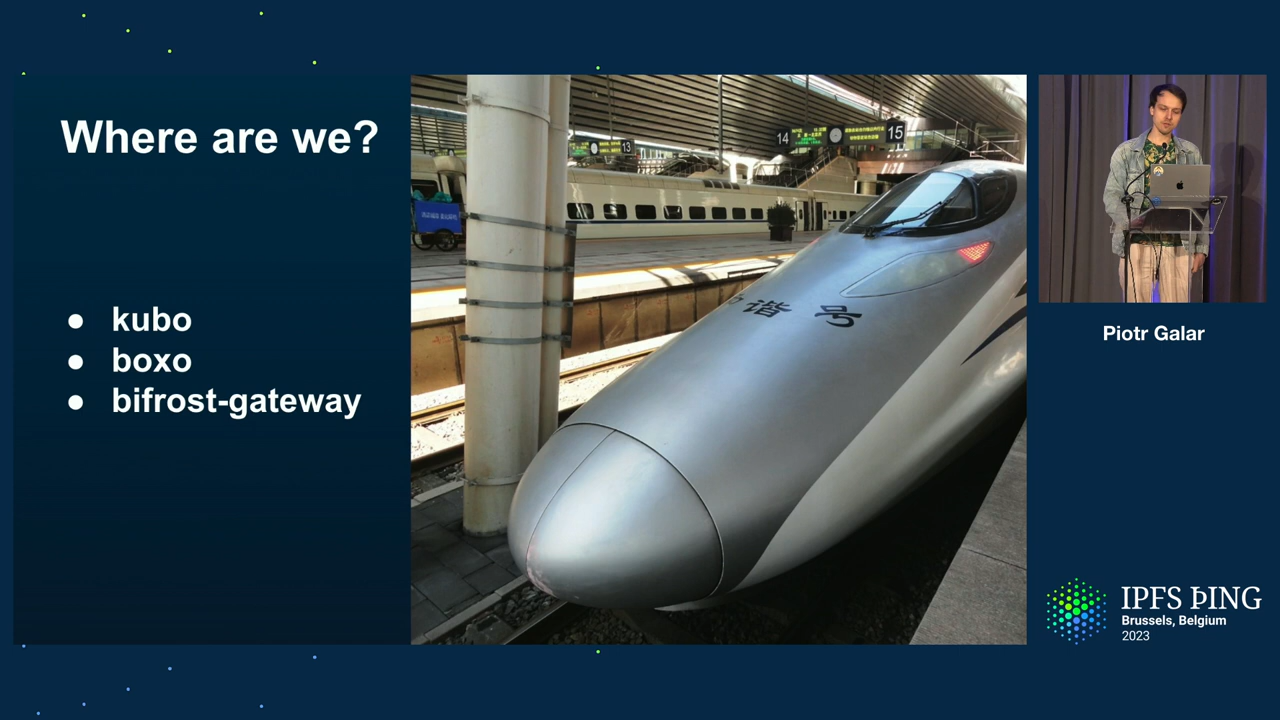 Where are we?
kubo
boxo
bifrost-gateway
13
14
15
谐 号
Piotr Galar
IPFS ÞING
Brussels, Belgium
2023